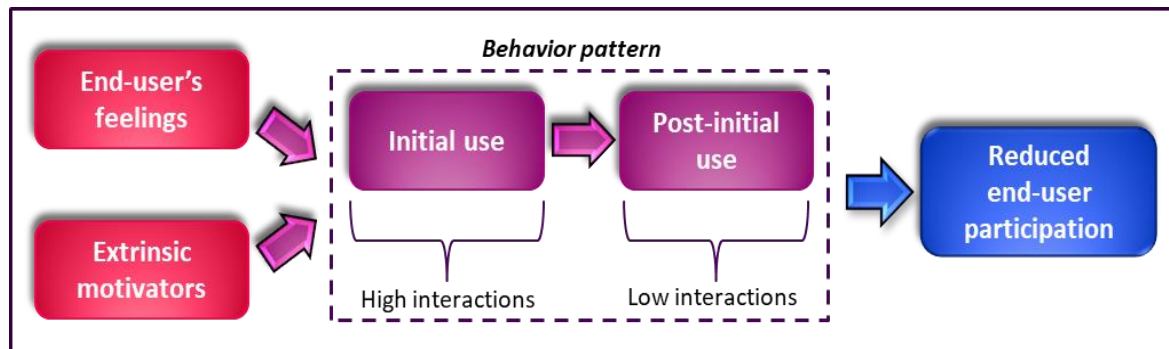 Behavior pattern
End-user's
feelings
Extrinsic
motivators
Initial use
Post-initial
use
High interactions
Low interactions
Reduced
end-user
participation